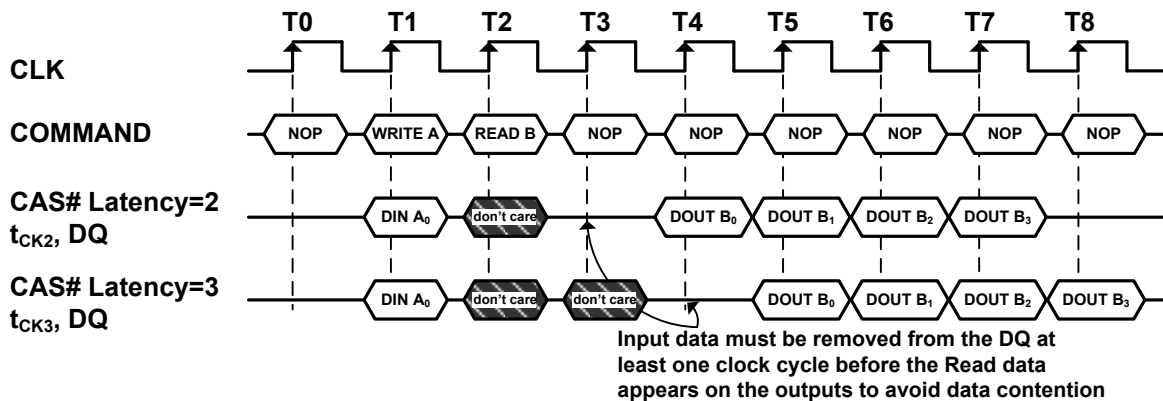 T0 T1 T2 T3 T4 T5 T6 T7 T8
CLK
COMMAND NOP WRITE A READ B NOP NOP NOP NOP NOP NOP
CAS# Latency=2
tCK2, DQ DIN A0 don't care DOUT B0 DOUT B1 DOUT B2 DOUT B3
CAS# Latency=3
tCK3, DQ DIN A0 don't care don't care DOUT B0 DOUT B1 DOUT B2 DOUT B3
Input data must be removed from the DQ at
least one clock cycle before the Read data
appears on the outputs to avoid data contention